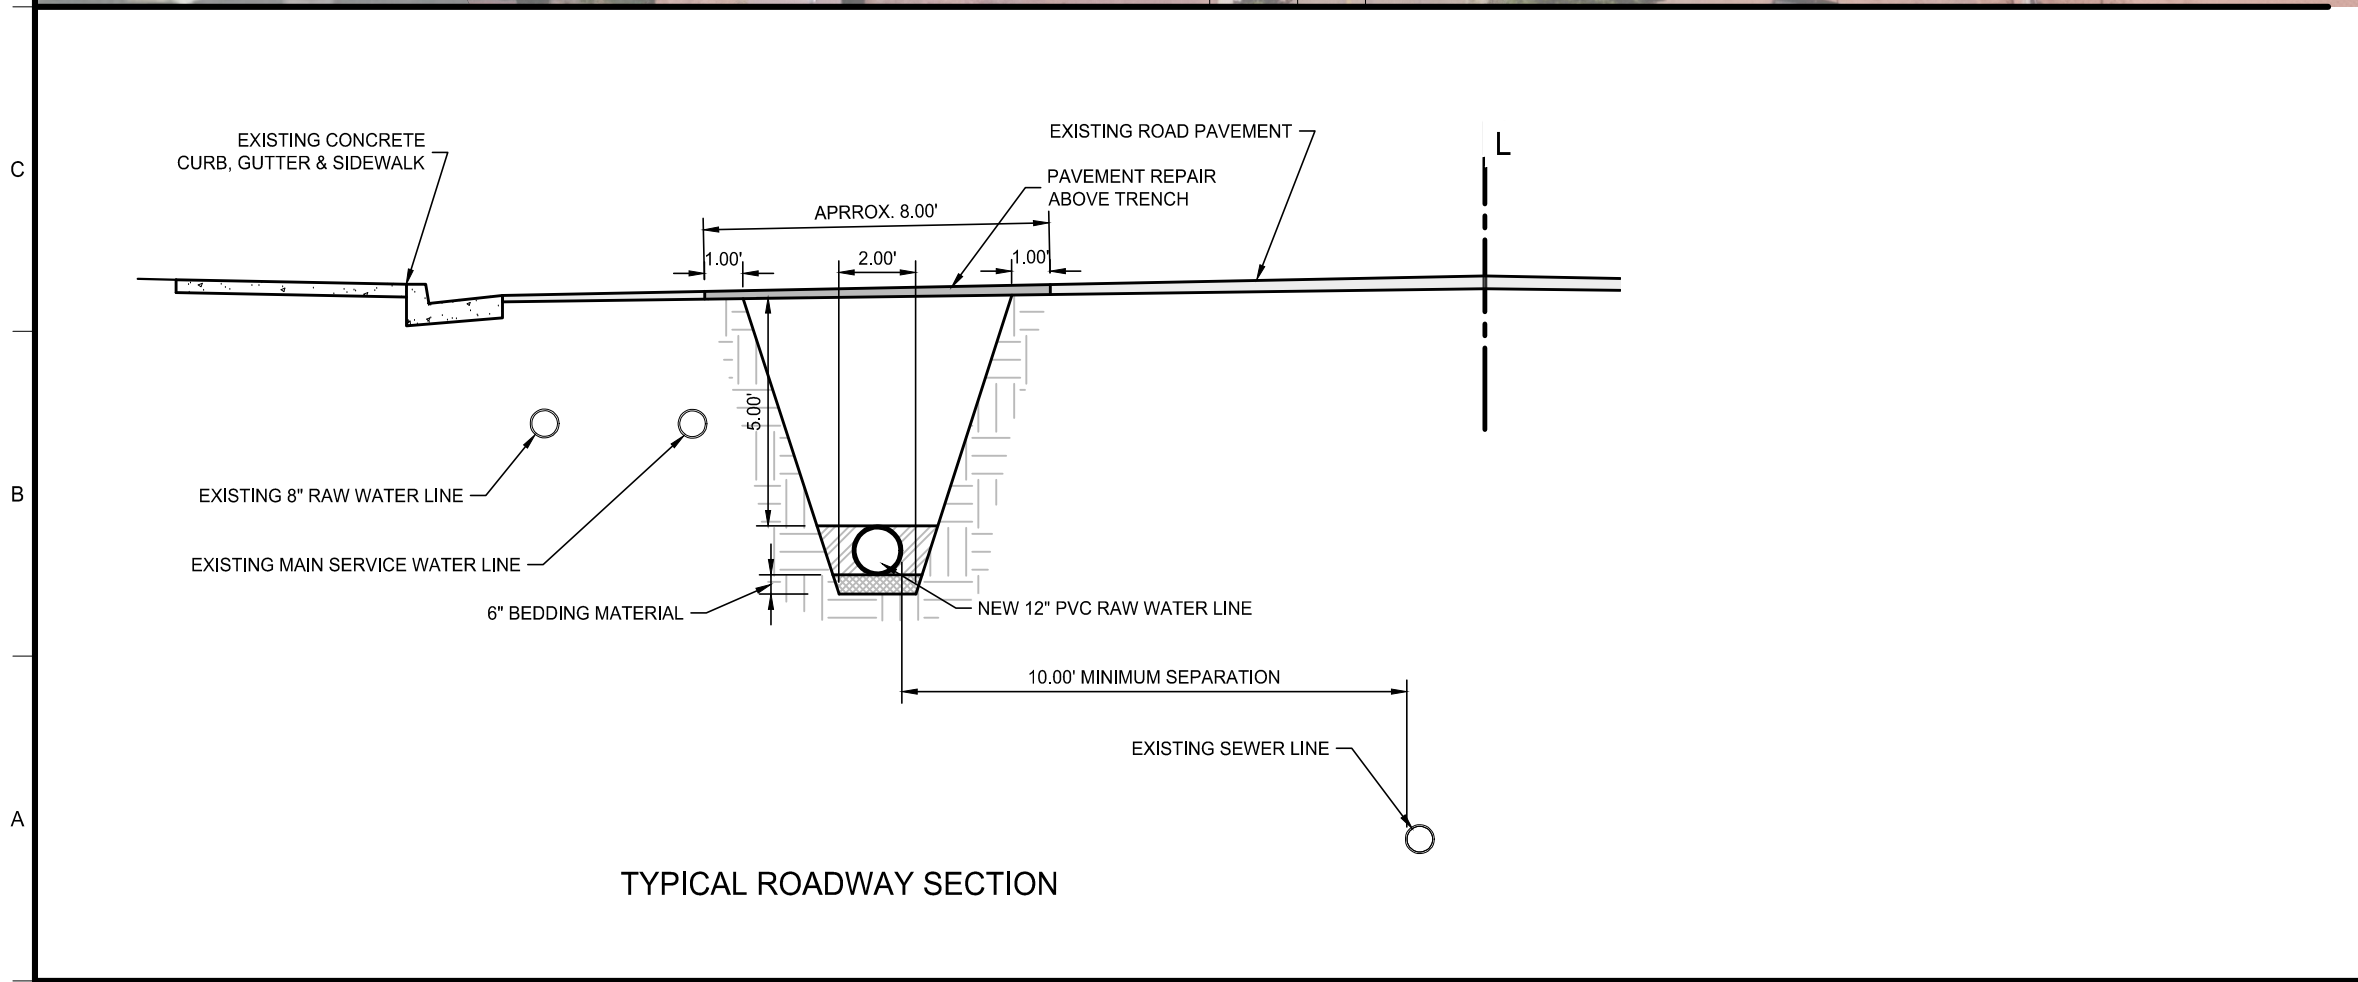 C
B
A
EXISTING CONCRETE
CURB, GUTTER & SIDEWALK
EXISTING ROAD PAVEMENT
L
PAVEMENT REPAIR
ABOVE TRENCH
APRROX. 8.00'
1.00'
2.00'
1.00'
5.00'
EXISTING 8" RAW WATER LINE
EXISTING MAIN SERVICE WATER LINE
6" BEDDING MATERIAL
NEW 12" PVC RAW WATER LINE
10.00' MINIMUM SEPARATION
EXISTING SEWER LINE
TYPICAL ROADWAY SECTION